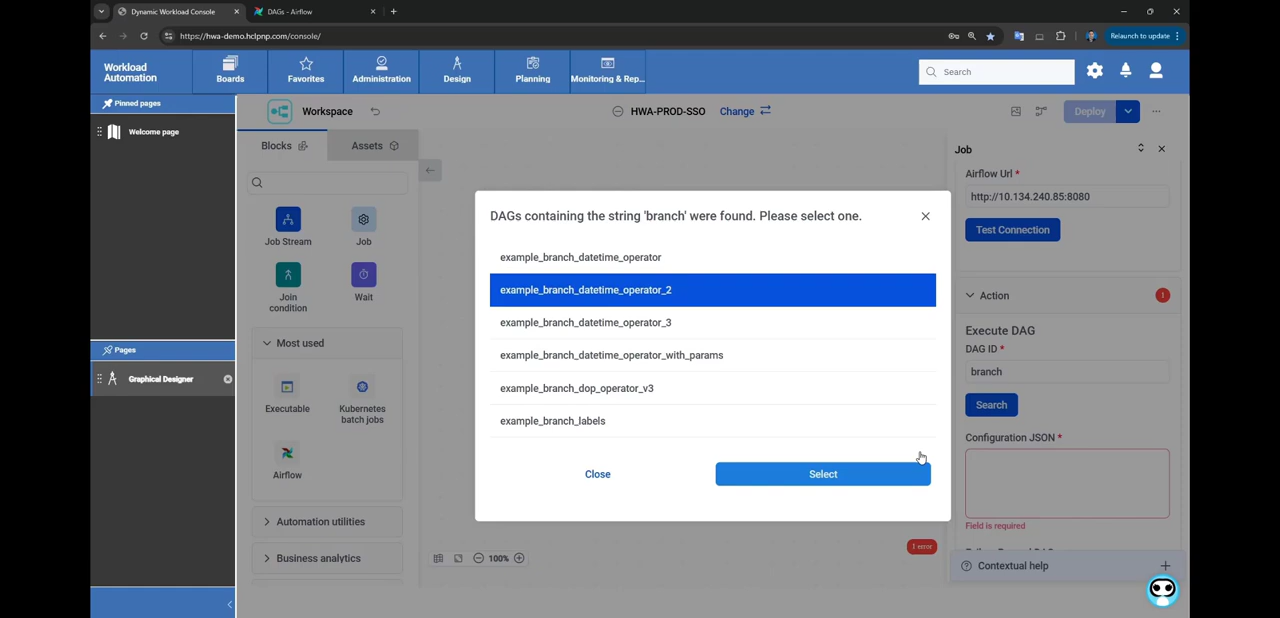 Dynamic Workload Console
DAGs - Airflow
https://hwa-demo.hclpnp.com/console/
Relaunch to update
Workload
Automation
Boards
Favorites
Administration
Design
Planning
Monitoring & Rep...
Search
Pinned pages
Welcome page
Pages
Graphical Designer
Workspace
HWA-PROD-SSO
Change
Deploy
Blocks
Assets
Job Stream
Job
Join
condition
Wait
Most used
Executable
Kubernetes
batch jobs
Airflow
Automation utilities
Business analytics
100%
1 error
DAGs containing the string 'branch' were found. Please select one.
example_branch_datetime_operator
example_branch_datetime_operator_2
example_branch_datetime_operator_3
example_branch_datetime_operator_with_params
example_branch_dop_operator_v3
example_branch_labels
Close
Select
Job
Airflow Url *
http://10.134.240.85:8080
Test Connection
Action
1
Execute DAG
DAG ID *
branch
Search
Configuration JSON *
Field is required
Contextual help